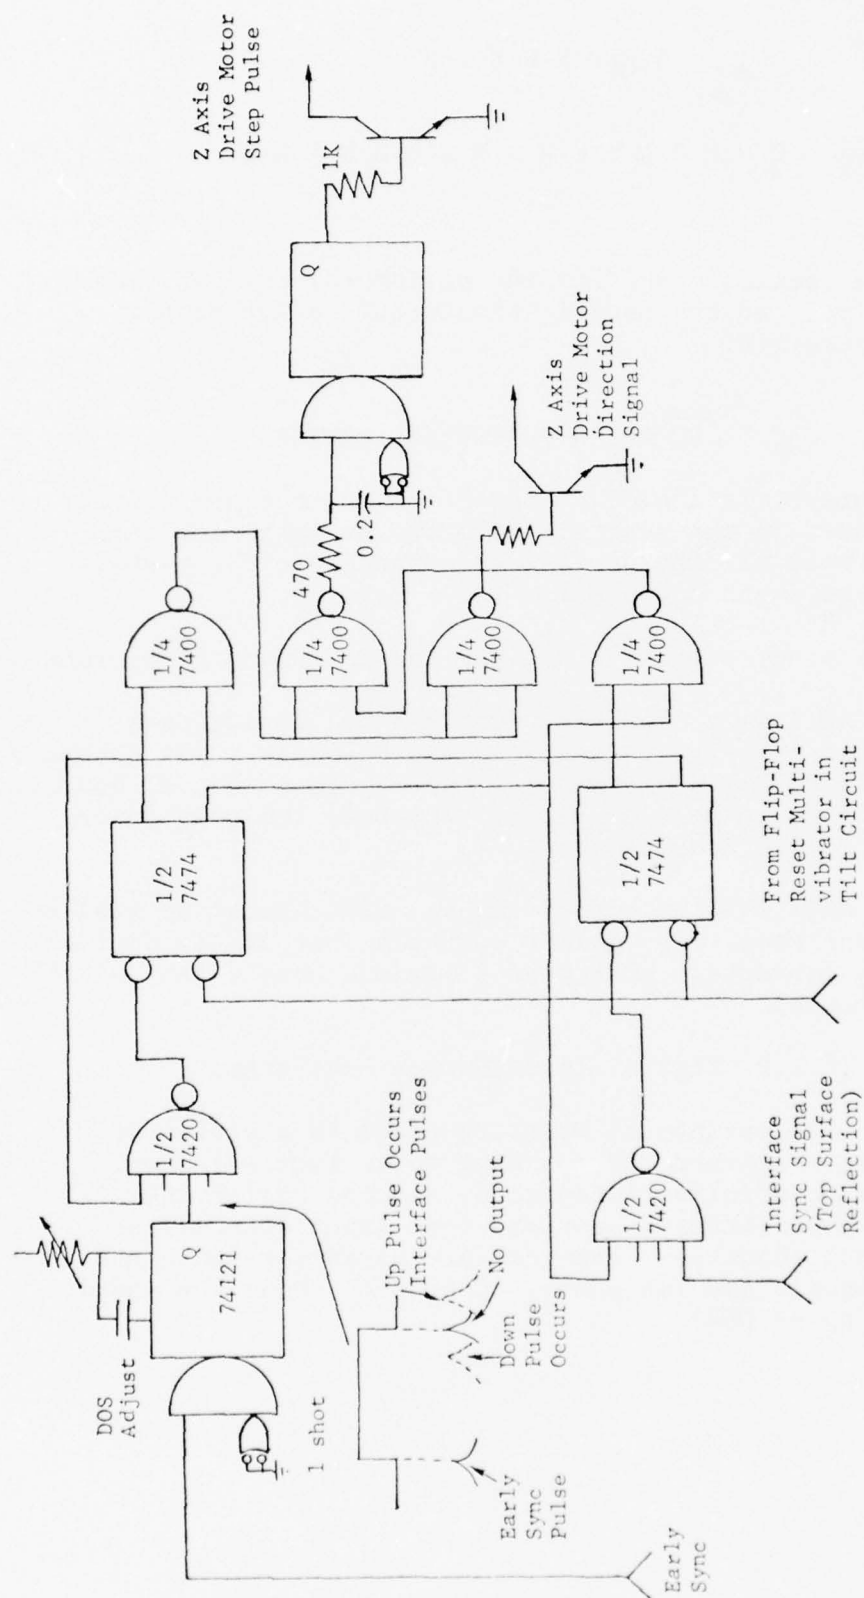 Z Axis
Drive Motor
Step Pulse
1K
Q
Z Axis
Drive Motor
Direction
Signal
470
0.2
1/4
7400
1/4
7400
1/4
7400
1/4
7400
1/2
7474
1/2
7474
From Flip-Flop
Reset Multi-
vibrator in
Tilt Circuit
1/2
7420
1/2
7420
Interface
Sync Signal
(Top Surface
Reflection)
DOS
Adjust
Q
74121
1 shot
Up Pulse Occurs
Interface Pulses
No Output
Down
Pulse
Occurs
Early
Sync
Pulse
Early
Sync